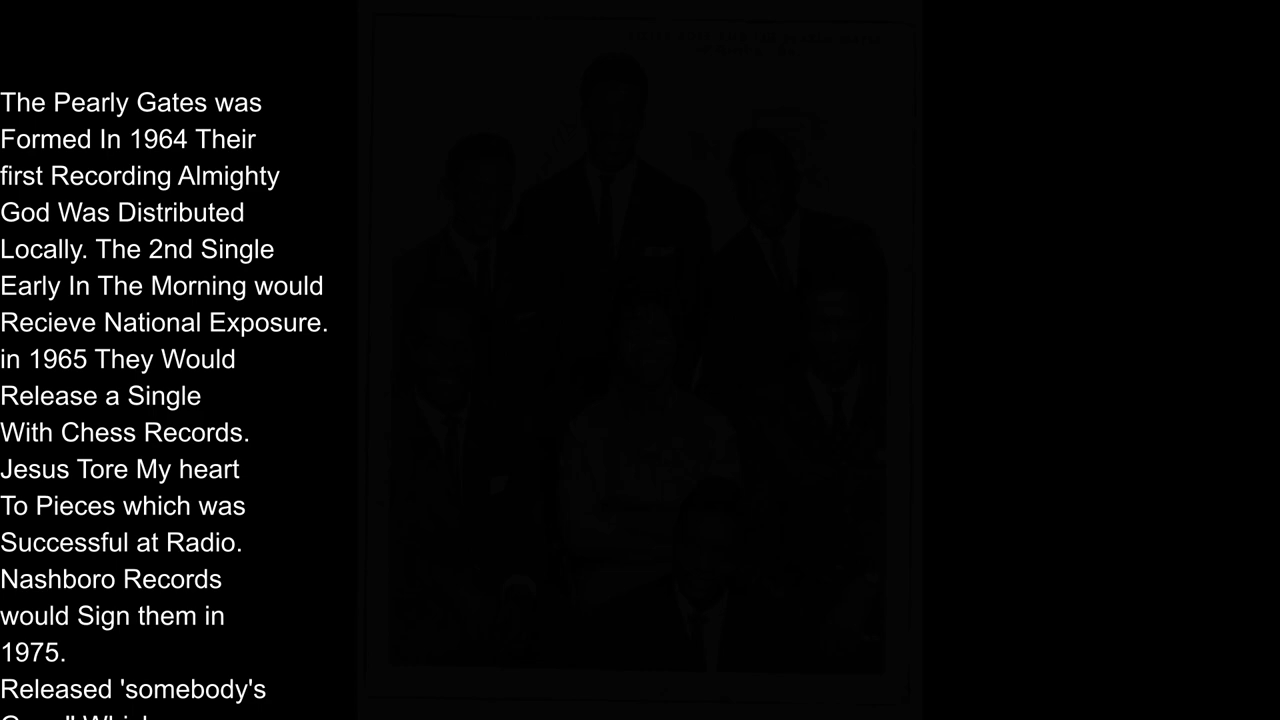 The Pearly Gates was
Formed In 1964 Their
first Recording Almighty
God Was Distributed
Locally. The 2nd Single
Early In The Morning would
Recieve National Exposure.
in 1965 They Would
Release a Single
With Chess Records.
Jesus Tore My heart
To Pieces which was
Successful at Radio.
Nashboro Records
would Sign them in
1975.
Released 'somebody's